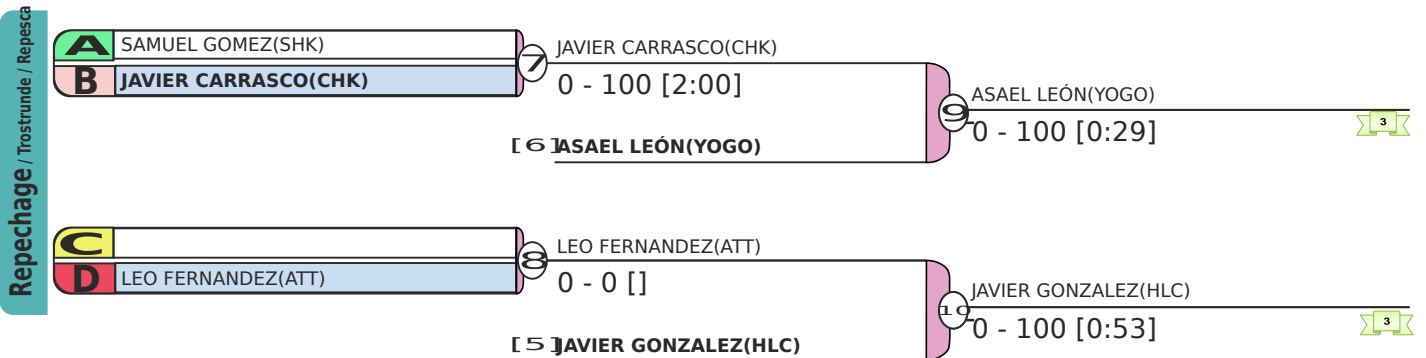 Repechage / Trostrunde / Repesca
A SAMUEL GOMEZ(SHK)
B JAVIER CARRASCO(CHK)
7 JAVIER CARRASCO(CHK)
0 - 100 [2:00]
[6] ASAEL LEÓN(YOGO)
9 ASAEL LEÓN(YOGO)
0 - 100 [0:29]
3
C
D LEO FERNANDEZ(ATT)
8 LEO FERNANDEZ(ATT)
0 - 0 []
[5] JAVIER GONZALEZ(HLC)
10 JAVIER GONZALEZ(HLC)
0 - 100 [0:53]
3